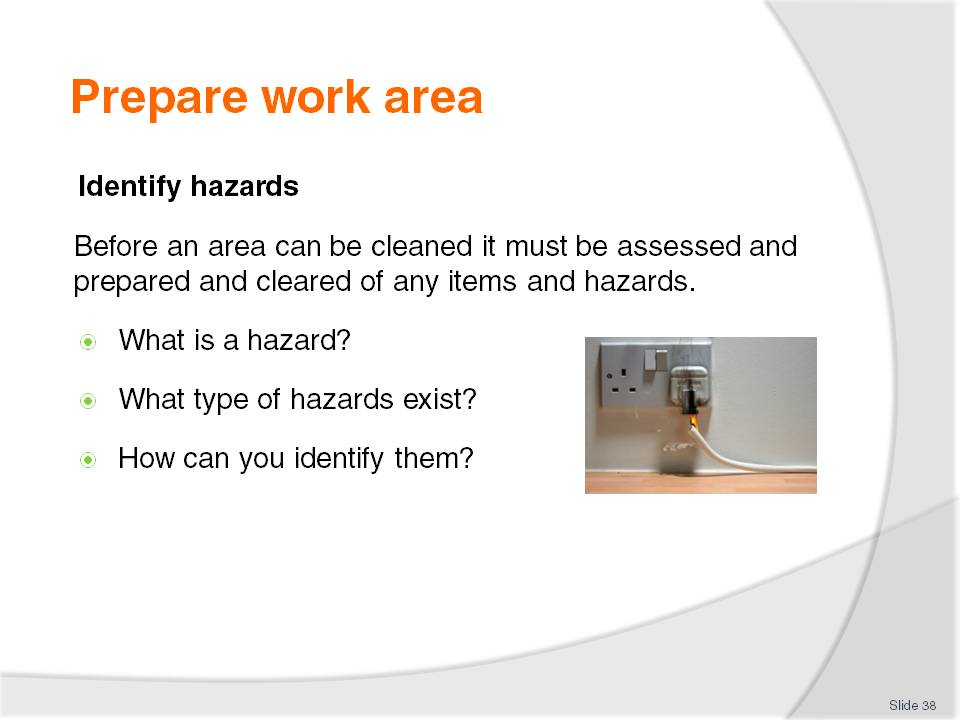 Prepare work area
Identify hazards
Before an area can be cleaned it must be assessed and
prepared and cleared of any items and hazards.
What is a hazard?
What type of hazards exist?
How can you identify them?
Slide 38